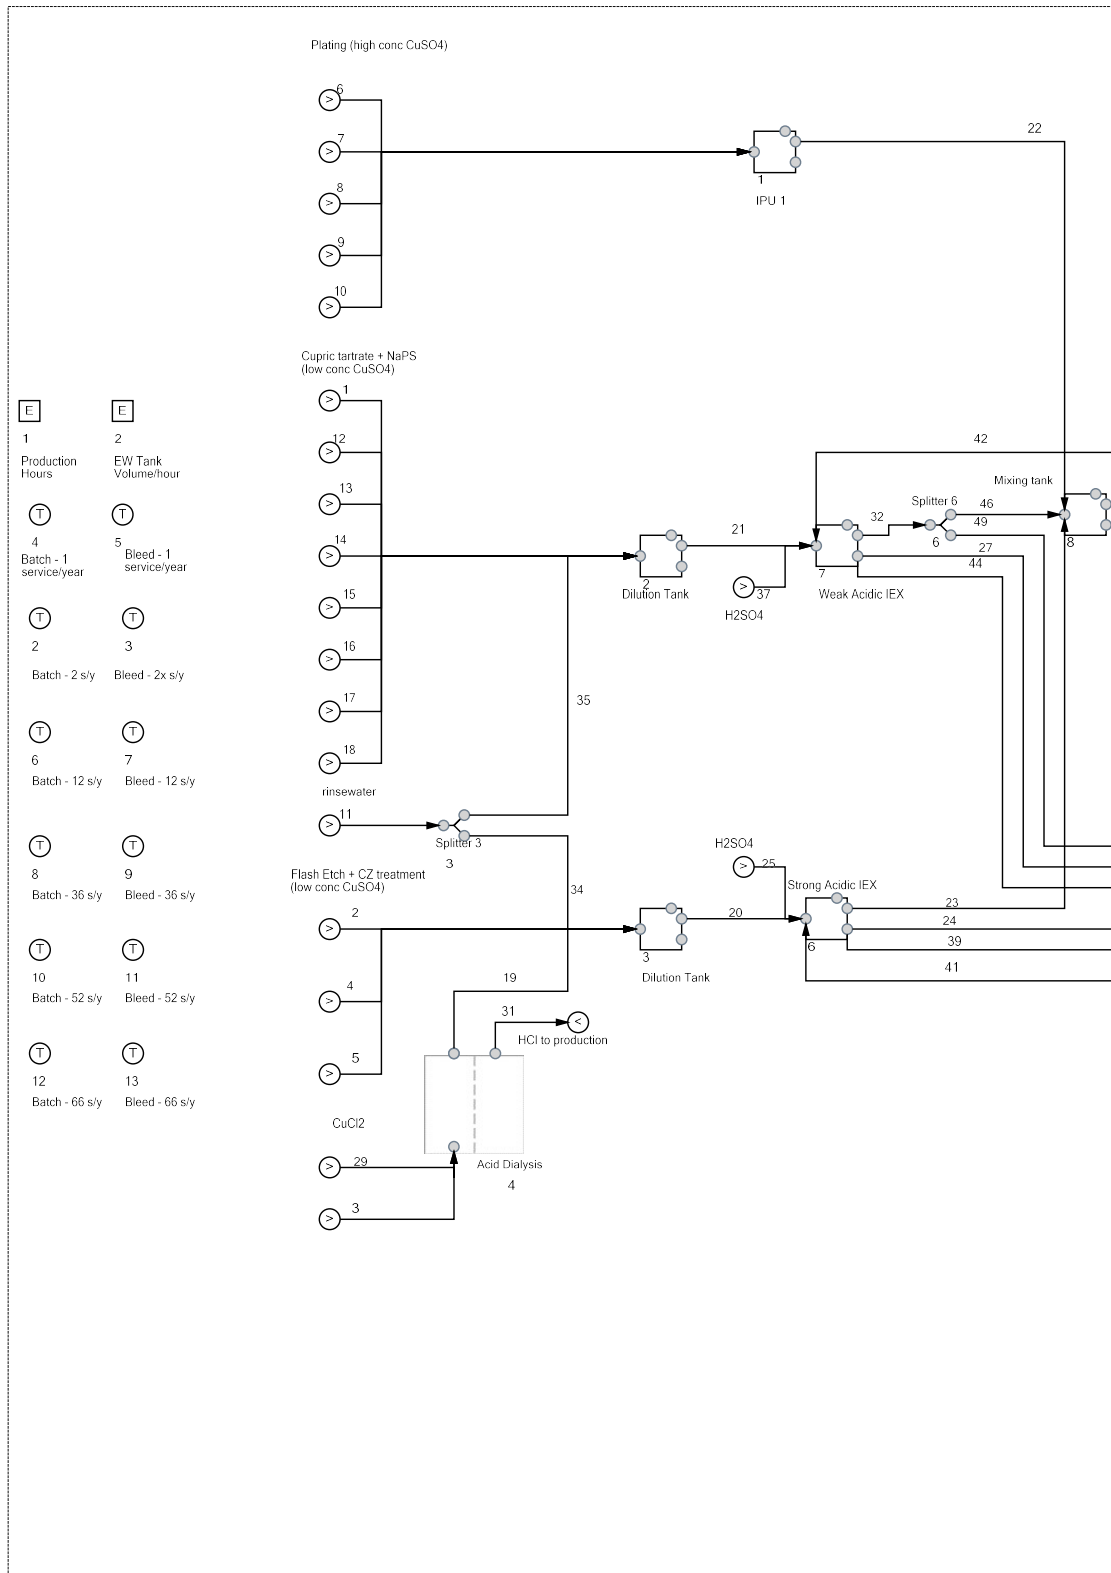 Plating (high conc CuSO4)
6
7
8
9
10
22
1
IPU 1
Cupric tartrate + NaPS
(low conc CuSO4)
1
12
13
14
15
16
17
18
E
1
Production
Hours
E
2
EW Tank
Volume/hour
T
4
Batch - 1
service/year
T
5
Bleed - 1
service/year
T
2
Batch - 2 s/y
T
3
Bleed - 2x s/y
T
6
Batch - 12 s/y
T
7
Bleed - 12 s/y
T
8
Batch - 36 s/y
T
9
Bleed - 36 s/y
T
10
Batch - 52 s/y
T
11
Bleed - 52 s/y
T
12
Batch - 66 s/y
T
13
Bleed - 66 s/y
2
Dilution Tank
21
37
H2SO4
42
7
Weak Acidic IEX
32
Splitter 6
6
46
49
27
44
Mixing tank
8
35
rinsewater
11
Splitter 3
3
34
Flash Etch + CZ treatment
(low conc CuSO4)
2
4
5
3
Dilution Tank
20
H2SO4
25
Strong Acidic IEX
6
23
24
39
41
19
31
HCl to production
CuCl2
29
3
Acid Dialysis
4